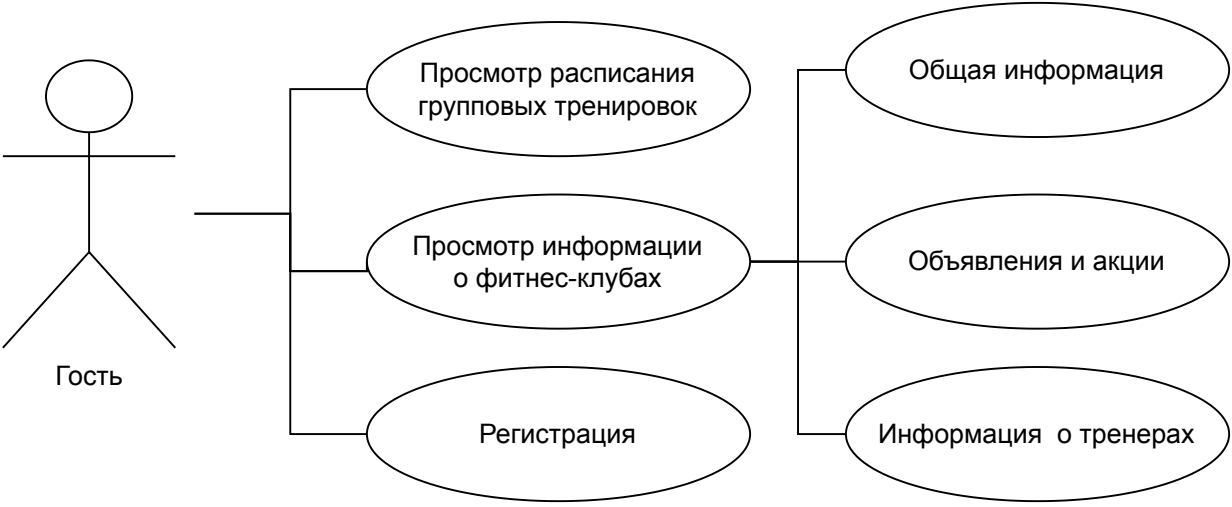 Гость
Просмотр расписания
групповых тренировок
Просмотр информации
о фитнес-клубах
Регистрация
Общая информация
Объявления и акции
Информация о тренерах